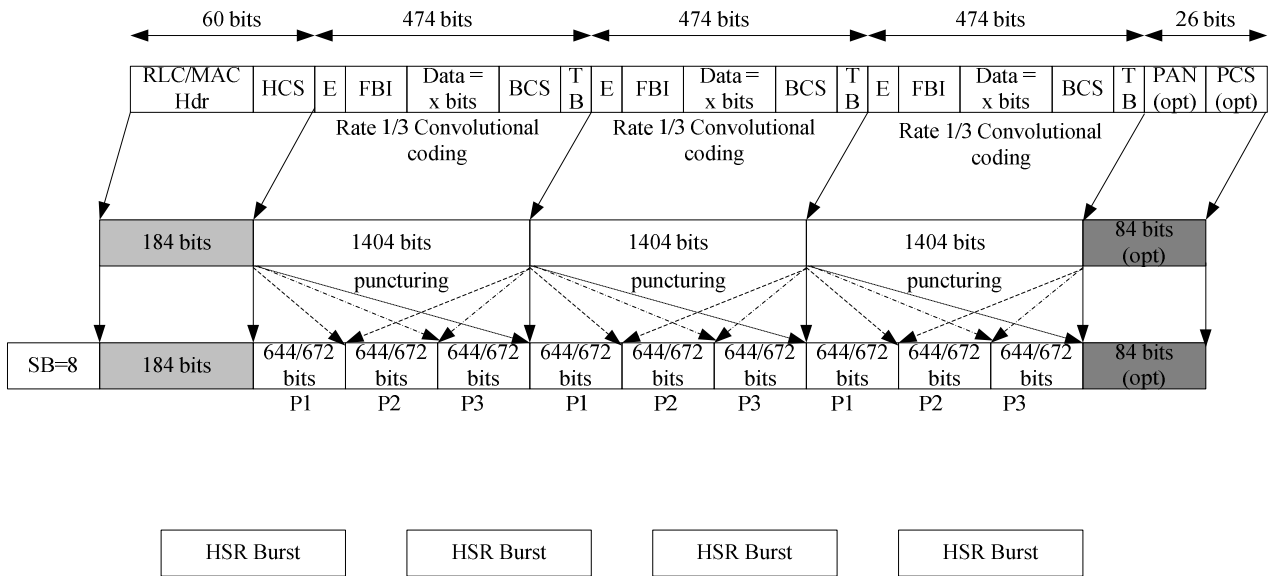 60 bits 474 bits 474 bits 474 bits 26 bits
RLC/MAC Hdr HCS E FBI Data = x bits BCS T B E FBI Data = x bits BCS T B E FBI Data = x bits BCS T B PAN (opt) PCS (opt)
Rate 1/3 Convolutional coding Rate 1/3 Convolutional coding Rate 1/3 Convolutional coding
184 bits 1404 bits 1404 bits 1404 bits 84 bits (opt)
puncturing puncturing puncturing
SB=8 184 bits 644/672 bits 644/672 bits 644/672 bits 644/672 bits 644/672 bits 644/672 bits 644/672 bits 644/672 bits 644/672 bits 84 bits (opt)
P1 P2 P3 P1 P2 P3 P1 P2 P3
HSR Burst HSR Burst HSR Burst HSR Burst